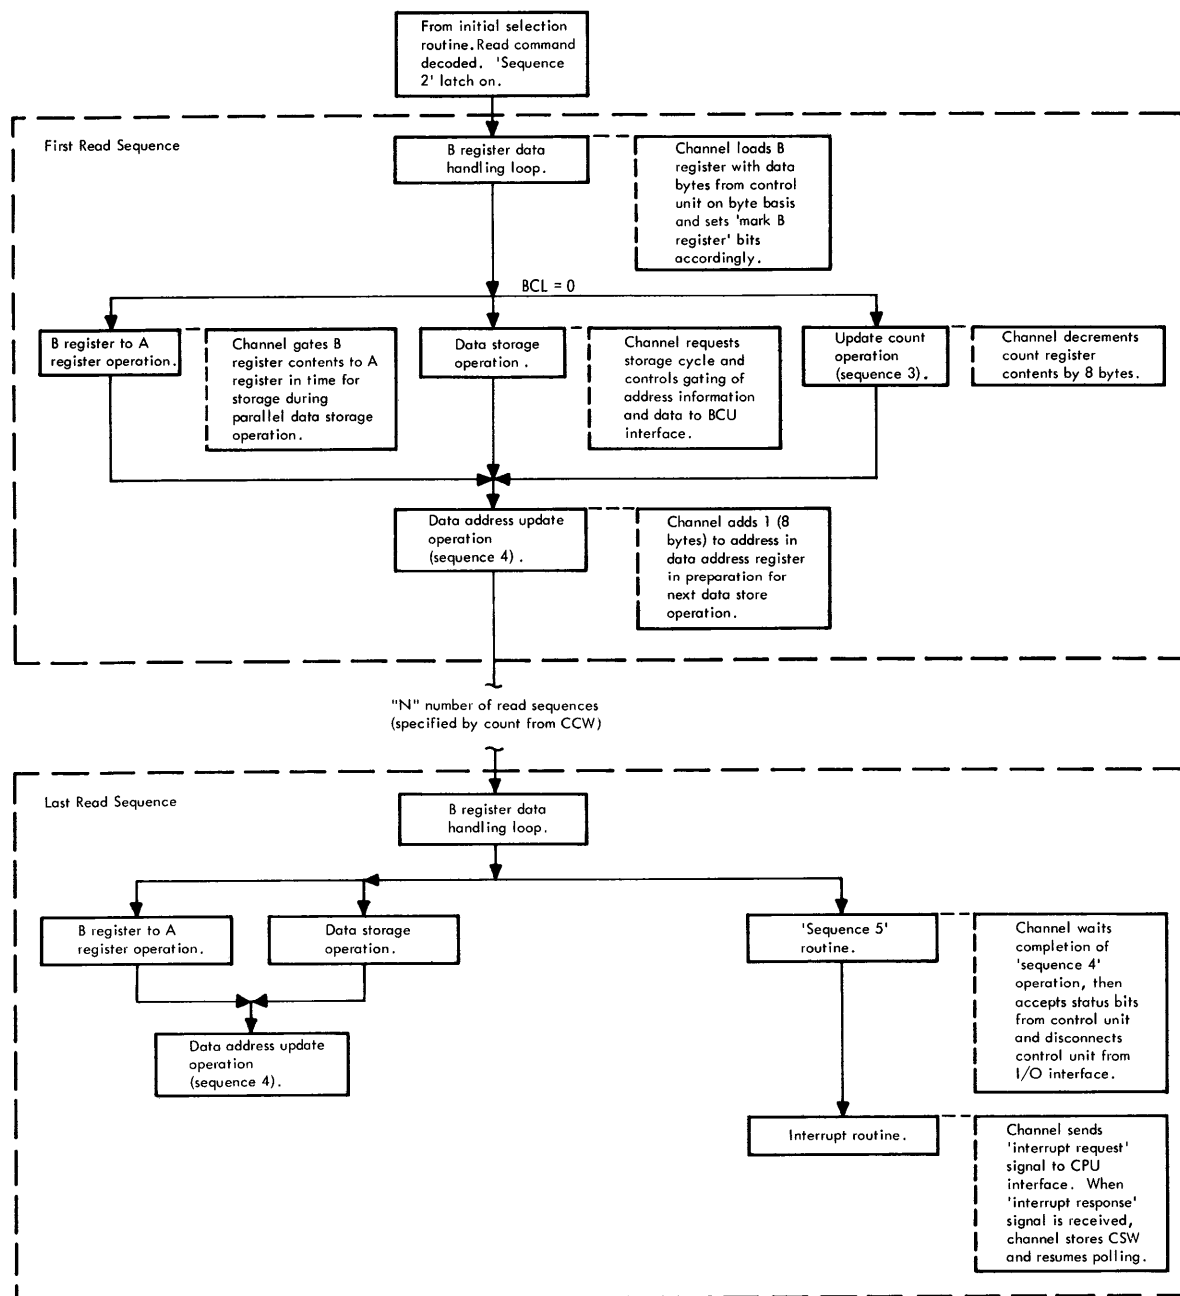 From initial selection
routine. Read command
decoded. 'Sequence
2' latch on.
First Read Sequence
B register data
handling loop.
Channel loads B
register with data
bytes from control
unit on byte basis
and sets 'mark B
register' bits
accordingly.
BCL = 0
B register to A
register operation.
Channel gates B
register contents to A
register in time for
storage during
parallel data storage
operation.
Data storage
operation.
Channel requests
storage cycle and
controls gating of
address information
and data to BCU
interface.
Update count
operation
(sequence 3).
Channel decrements
count register
contents by 8 bytes.
Data address update
operation
(sequence 4).
Channel adds 1 (8
bytes) to address in
data address register
in preparation for
next data store
operation.
"N" number of read sequences
(specified by count from CCW)
Last Read Sequence
B register data
handling loop.
B register to A
register operation.
Data storage
operation.
'Sequence 5'
routine.
Channel waits
completion of
'sequence 4'
operation, then
accepts status bits
from control unit
and disconnects
control unit from
I/O interface.
Data address update
operation
(sequence 4).
Interrupt routine.
Channel sends
'interrupt request'
signal to CPU
interface. When
'interrupt response'
signal is received,
channel stores CSW
and resumes polling.